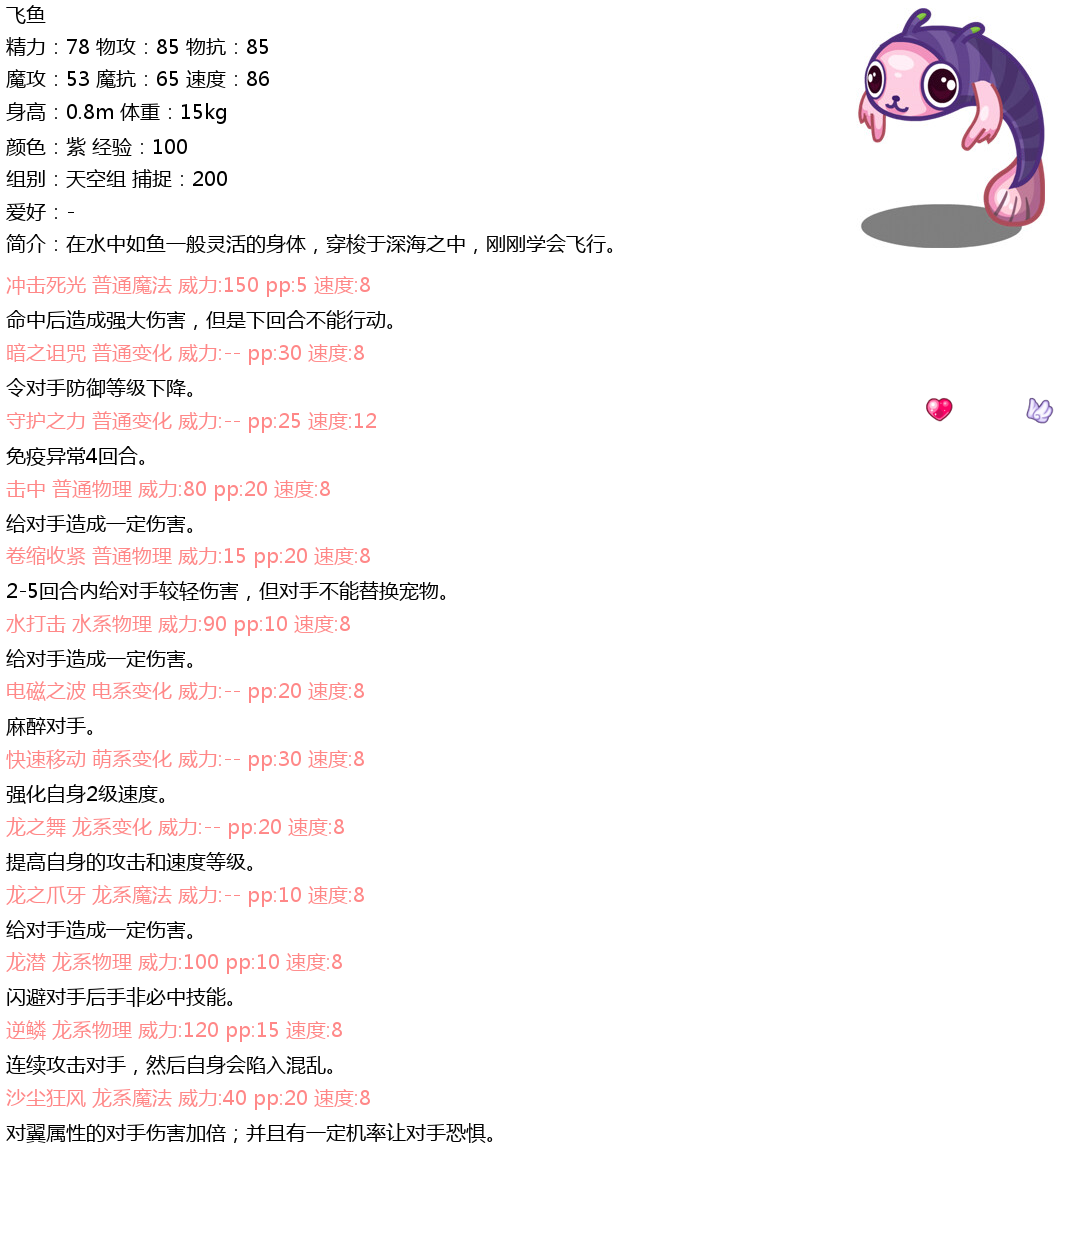 飞鱼
精力：78 物攻：85 物抗：85
魔攻：53 魔抗：65 速度：86
身高：0.8m 体重：15kg
颜色：紫 经验：100
组别：天空组 捕捉：200
爱好：-
简介：在水中如鱼一般灵活的身体，穿梭于深海之中，刚刚学会飞行。
冲击死光 普通魔法 威力:150 pp:5 速度:8
命中后造成强大伤害，但是下回合不能行动。
暗之诅咒 普通变化 威力:-- pp:30 速度:8
令对手防御等级下降。
守护之力 普通变化 威力:-- pp:25 速度:12
免疫异常4回合。
击中 普通物理 威力:80 pp:20 速度:8
给对手造成一定伤害。
卷缩收紧 普通物理 威力:15 pp:20 速度:8
2-5回合内给对手较轻伤害，但对手不能替换宠物。
水打击 水系物理 威力:90 pp:10 速度:8
给对手造成一定伤害。
电磁之波 电系变化 威力:-- pp:20 速度:8
麻醉对手。
快速移动 萌系变化 威力:-- pp:30 速度:8
强化自身2级速度。
龙之舞 龙系变化 威力:-- pp:20 速度:8
提高自身的攻击和速度等级。
龙之爪牙 龙系魔法 威力:-- pp:10 速度:8
给对手造成一定伤害。
龙潜 龙系物理 威力:100 pp:10 速度:8
闪避对手后手非必中技能。
逆鳞 龙系物理 威力:120 pp:15 速度:8
连续攻击对手，然后自身会陷入混乱。
沙尘狂风 龙系魔法 威力:40 pp:20 速度:8
对翼属性的对手伤害加倍；并且有一定机率让对手恐惧。